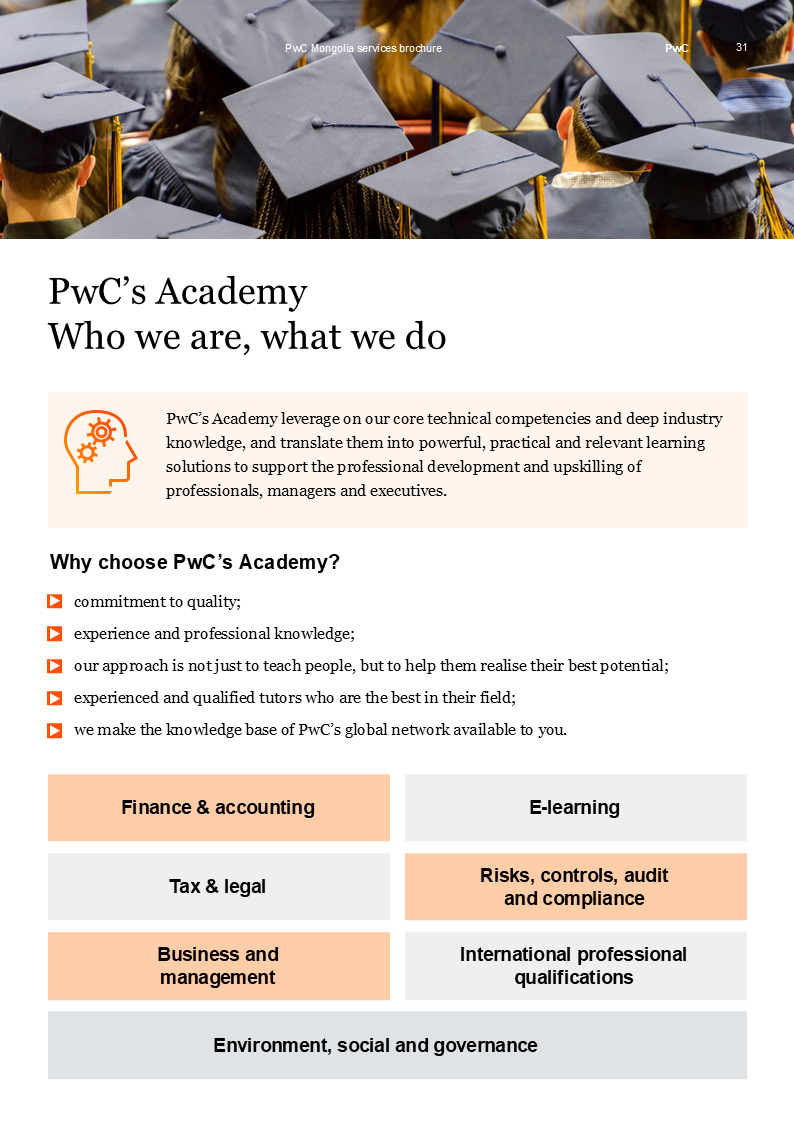 PwC Mongolia services brochure
PwC
31
PwC’s Academy
Who we are, what we do
PwC’s Academy leverage on our core technical competencies and deep industry
knowledge, and translate them into powerful, practical and relevant learning
solutions to support the professional development and upskilling of
professionals, managers and executives.
Why choose PwC’s Academy?
commitment to quality;
experience and professional knowledge;
our approach is not just to teach people, but to help them realise their best potential;
experienced and qualified tutors who are the best in their field;
we make the knowledge base of PwC’s global network available to you.
Finance & accounting
E-learning
Tax & legal
Risks, controls, audit
and compliance
Business and
management
International professional
qualifications
Environment, social and governance